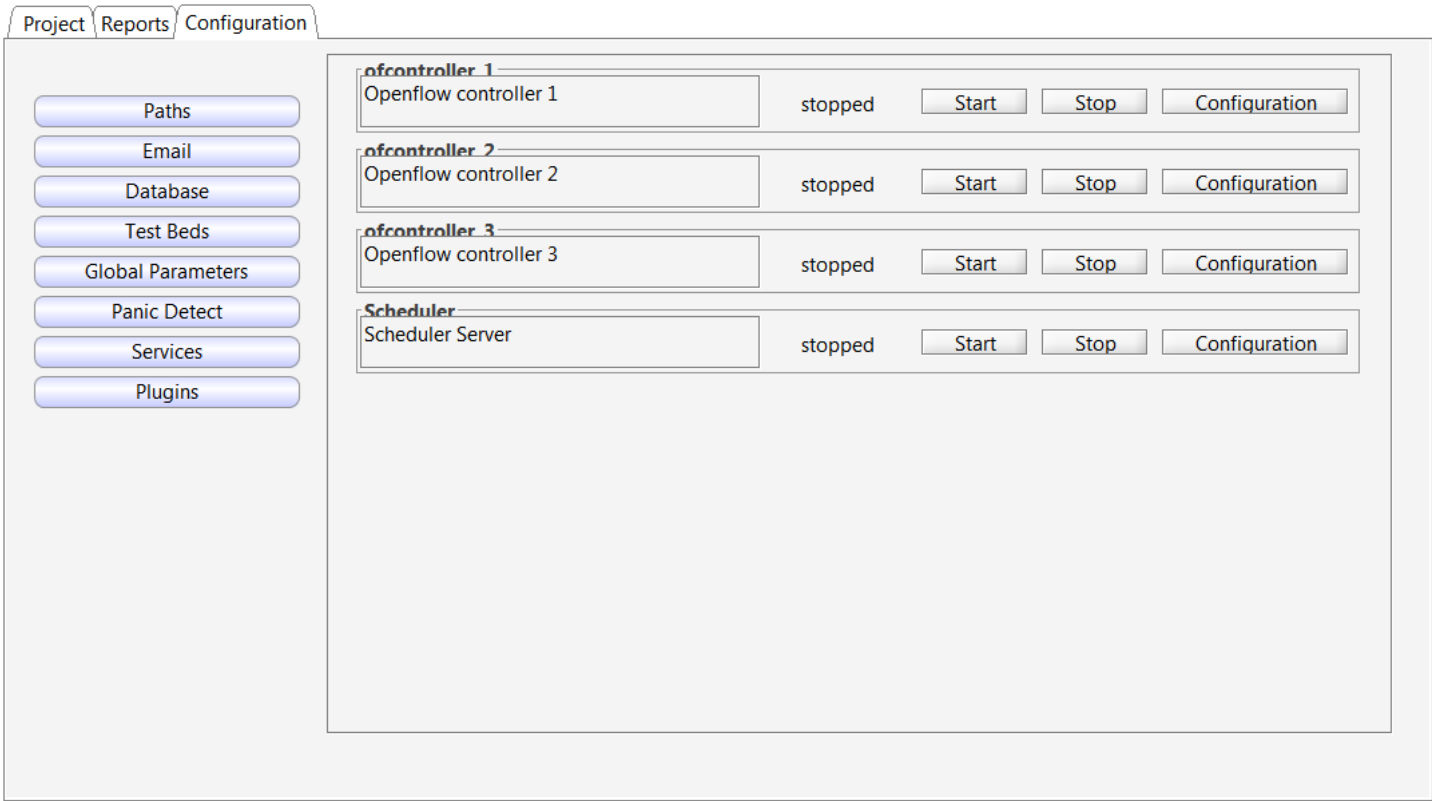 Project Reports Configuration
Paths
Email
Database
Test Beds
Global Parameters
Panic Detect
Services
Plugins
ofcontroller_1
Openflow controller 1 stopped Start Stop Configuration
ofcontroller_2
Openflow controller 2 stopped Start Stop Configuration
ofcontroller_3
Openflow controller 3 stopped Start Stop Configuration
Scheduler
Scheduler Server stopped Start Stop Configuration